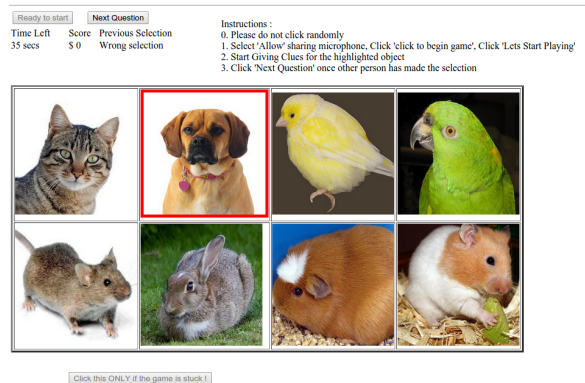 Ready to start Next Question
Time Left Score Previous Selection
35 secs $ 0 Wrong selection
Instructions :
0. Please do not click randomly
1. Select 'Allow' sharing microphone, Click 'click to begin game', Click 'Lets Start Playing'
2. Start Giving Clues for the highlighted object
3. Click 'Next Question' once other person has made the selection
Click this ONLY if the game is stuck !